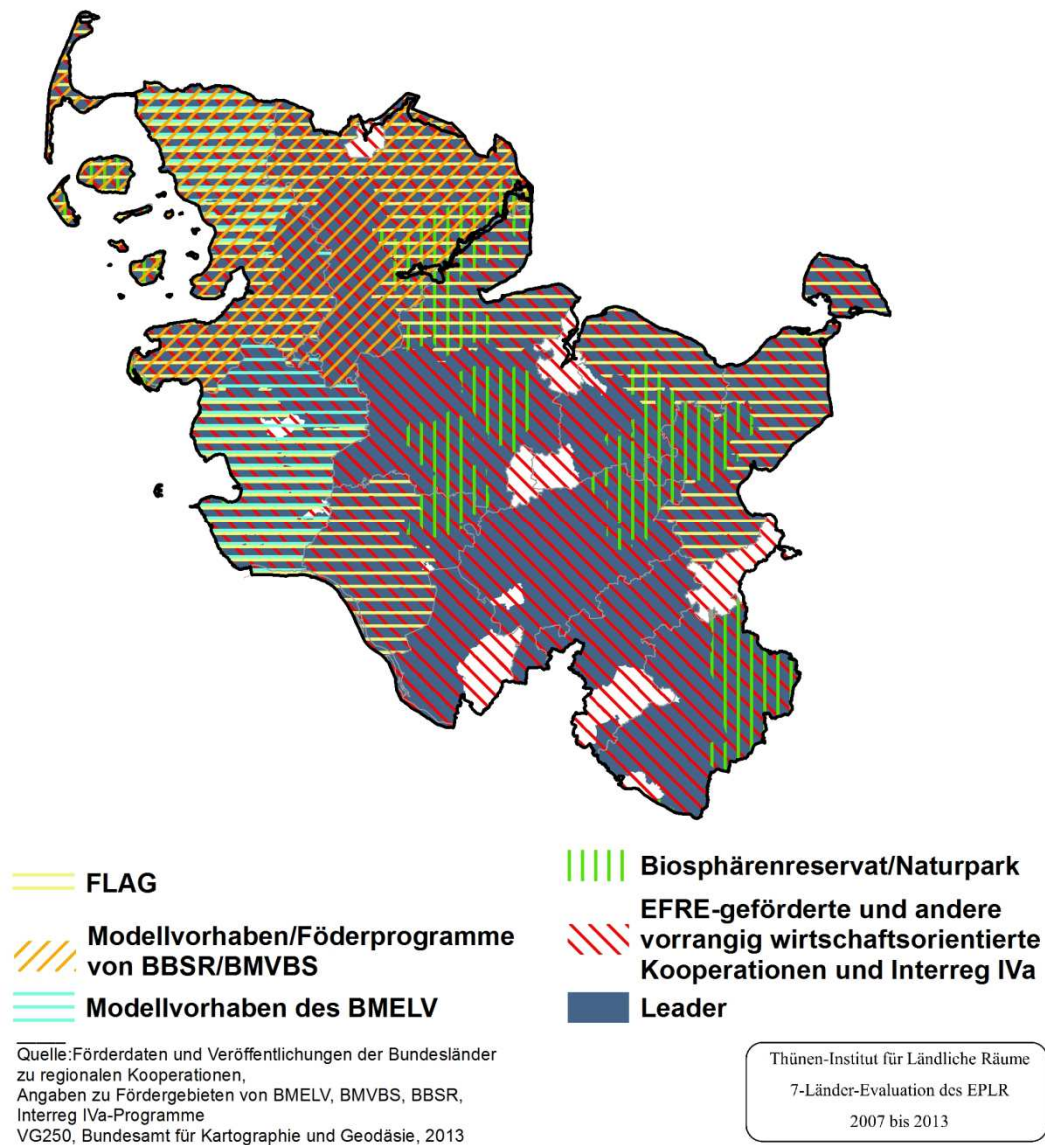 FLAG
Modellvorhaben/Föderprogramme
von BBSR/BMVBS
Modellvorhaben des BMELV
Biosphärenreservat/Naturpark
EFRE-geförderte und andere
vorrangig wirtschaftsorientierte
Kooperationen und Interreg IVa
Leader
Quelle:Förderdaten und Veröffentlichungen der Bundesländer
zu regionalen Kooperationen,
Angaben zu Fördergebieten von BMELV, BMVBS, BBSR,
Interreg IVa-Programme
VG250, Bundesamt für Kartographie und Geodäsie, 2013
Thünen-Institut für Ländliche Räume
7-Länder-Evaluation des EPLR
2007 bis 2013